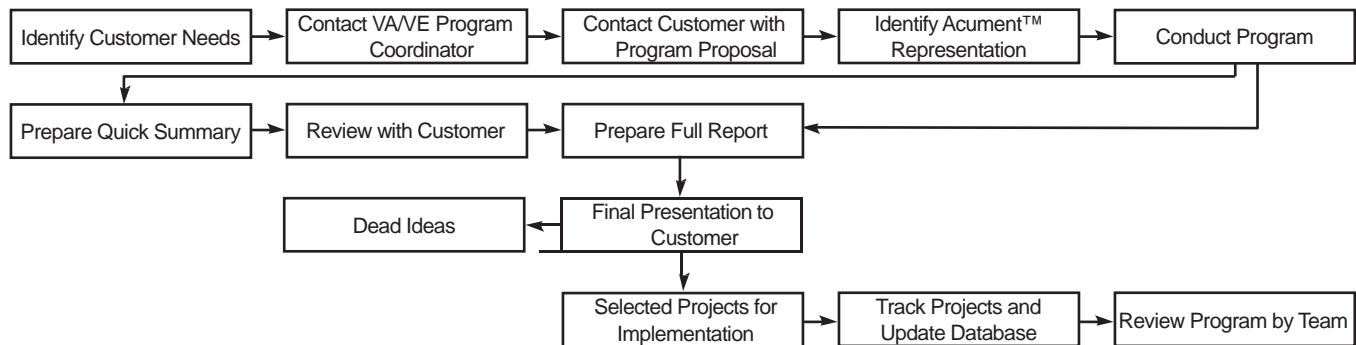 Identify Customer Needs
Contact VA/VE Program
Coordinator
Contact Customer with
Program Proposal
Identify Acument™
Representation
Conduct Program
Prepare Quick Summary
Review with Customer
Prepare Full Report
Dead Ideas
Final Presentation to
Customer
Selected Projects for
Implementation
Track Projects and
Update Database
Review Program by Team